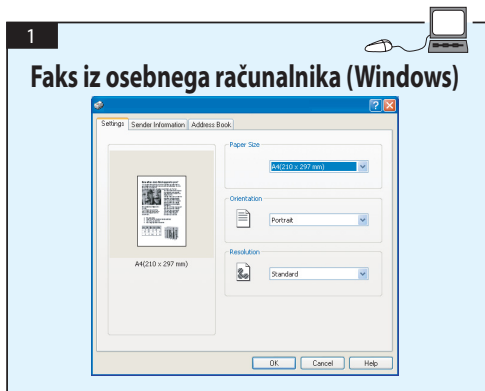 1
Faks iz osebnega računalnika (Windows)
Settings Sender Information Address Book
Paper Size
A4(210 x 297 mm)
Orientation
Portrait
A4(210 x 297 mm)
Resolution
Standard
OK Cancel Help